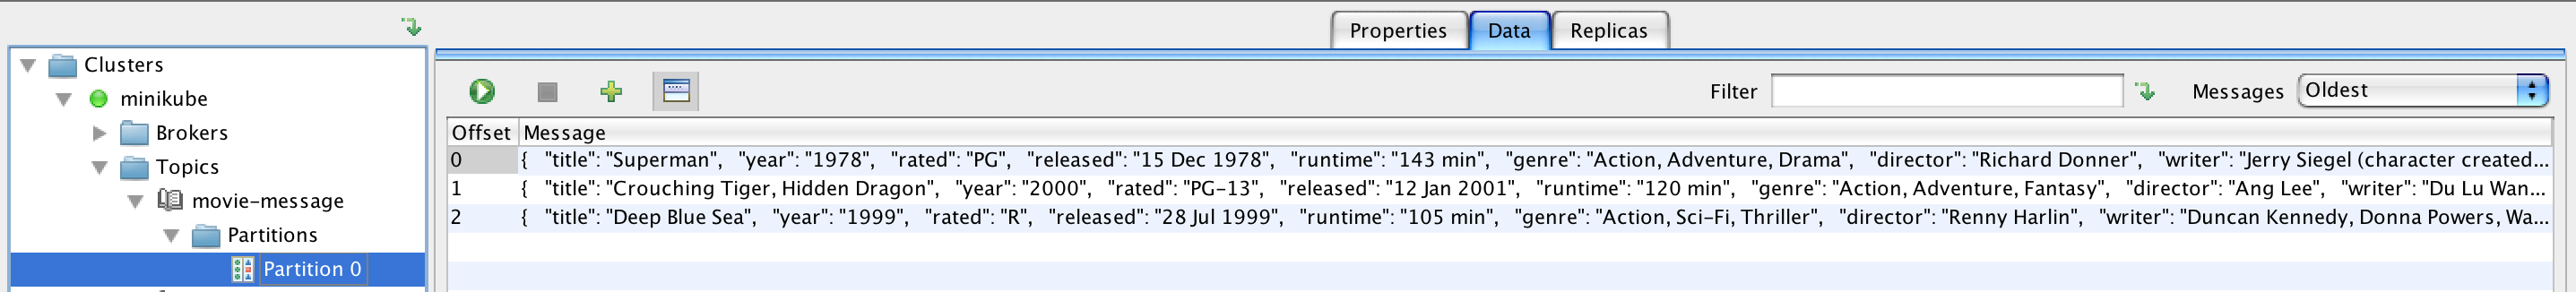 Properties Data Replicas
Clusters
minikube
Brokers
Topics
movie-message
Partitions
Partition 0
Filter Messages Oldest
Offset Message
0 { "title": "Superman", "year": "1978", "rated": "PG", "released": "15 Dec 1978", "runtime": "143 min", "genre": "Action, Adventure, Drama", "director": "Richard Donner", "writer": "Jerry Siegel (character created...
1 { "title": "Crouching Tiger, Hidden Dragon", "year": "2000", "rated": "PG-13", "released": "12 Jan 2001", "runtime": "120 min", "genre": "Action, Adventure, Fantasy", "director": "Ang Lee", "writer": "Du Lu Wan...
2 { "title": "Deep Blue Sea", "year": "1999", "rated": "R", "released": "28 Jul 1999", "runtime": "105 min", "genre": "Action, Sci-Fi, Thriller", "director": "Renny Harlin", "writer": "Duncan Kennedy, Donna Powers, Wa...